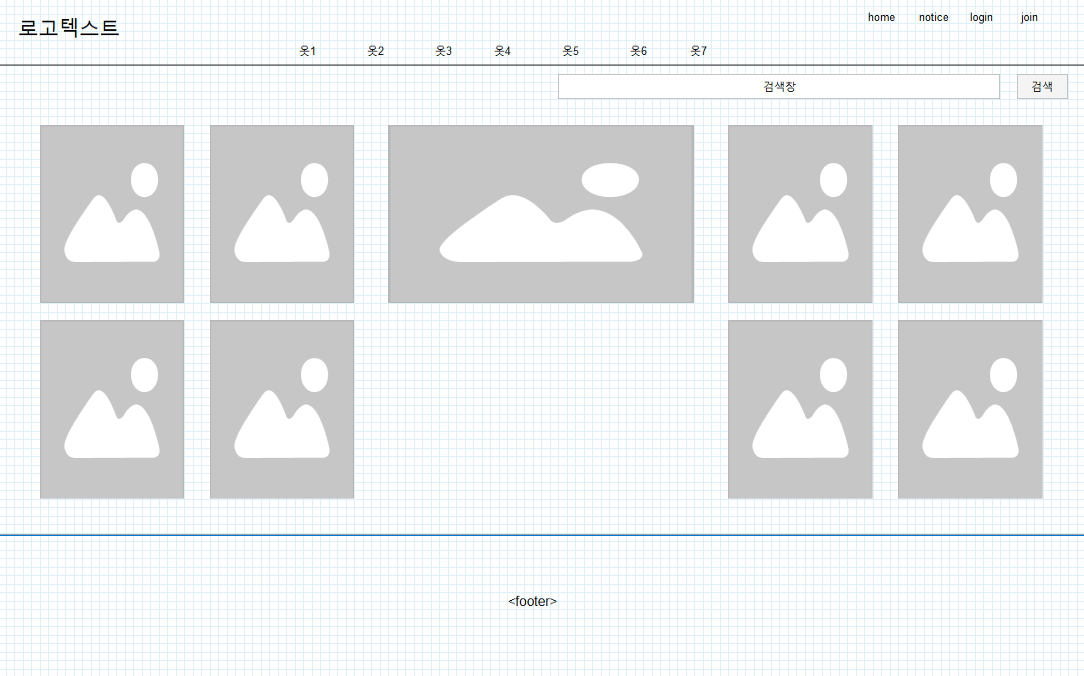 로고텍스트
home notice login join
옷1 옷2 옷3 옷4 옷5 옷6 옷7
검색장 검색
<footer>